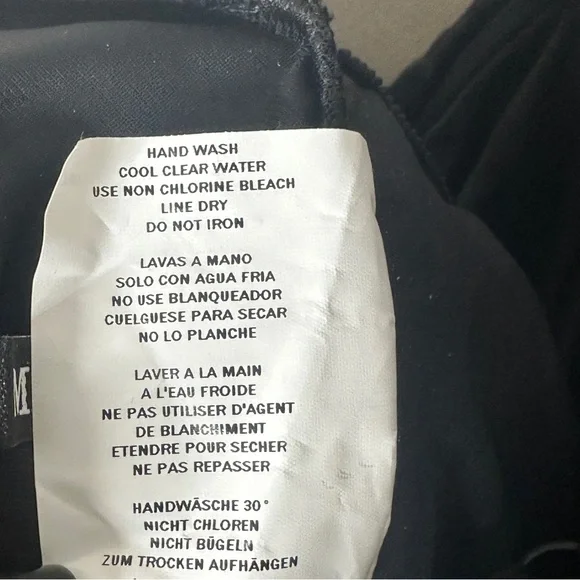 HAND WASH
COOL CLEAR WATER
USE NON CHLORINE BLEACH
LINE DRY
DO NOT IRON
LAVAS A MANO
SOLO CON AGUA FRIA
NO USE BLANQUEADOR
CUELGUESE PARA SECAR
NO LO PLANCHE
LAVER A LA MAIN
A L'EAU FROIDE
NE PAS UTILISER D'AGENT
DE BLANCHIMENT
ETENDRE POUR SECHER
NE PAS REPASSER
HANDWÄSCHE 30°
NICHT CHLOREN
NICHT BÜGELN
ZUM TROCKEN AUFHÄNGEN